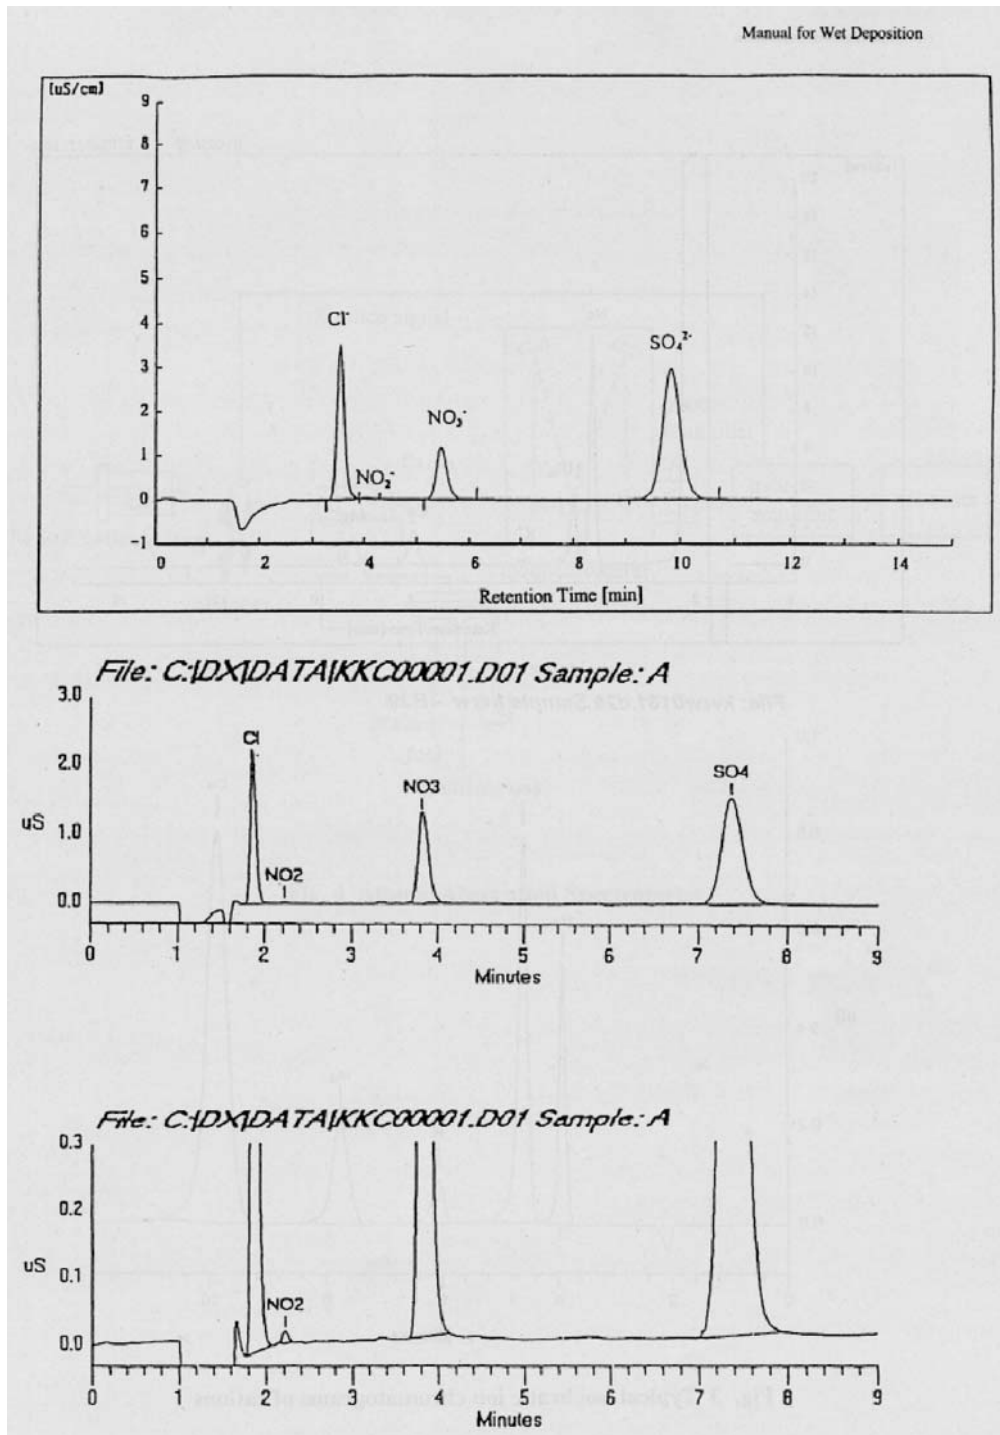 Manual for Wet Deposition
[uS/cm]
9
8
7
6
5
4
3
2
1
0
-1
Cl-
NO2-
NO3-
SO4 2-
0 2 4 6 8 10 12 14
Retention Time [min]
File: C:\DX\DATA\KKC00001.D01 Sample: A
3.0
2.0
1.0
0.0
uS
Cl
NO2
NO3
SO4
0 1 2 3 4 5 6 7 8 9
Minutes
File: C:\DX\DATA\KKC00001.D01 Sample: A
0.3
0.2
0.1
0.0
uS
NO2
0 1 2 3 4 5 6 7 8 9
Minutes